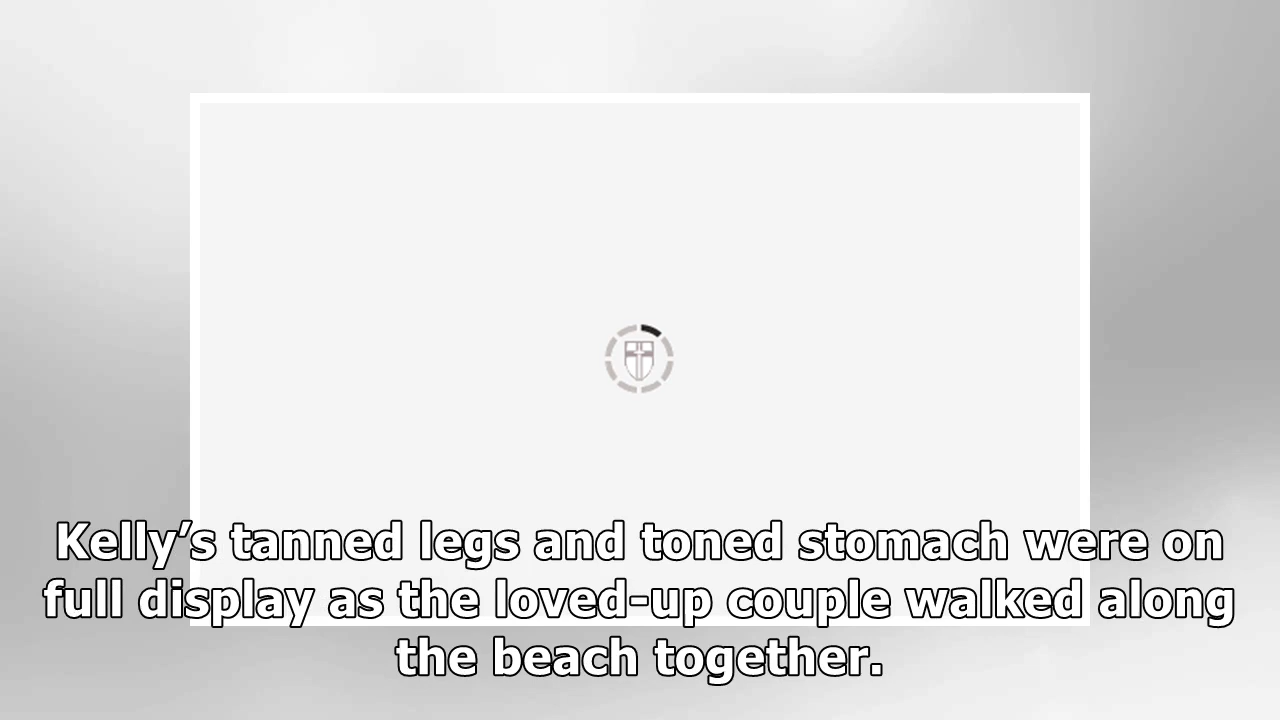 Kelly’s tanned legs and toned stomach were on
full display as the loved-up couple walked along
the beach together.